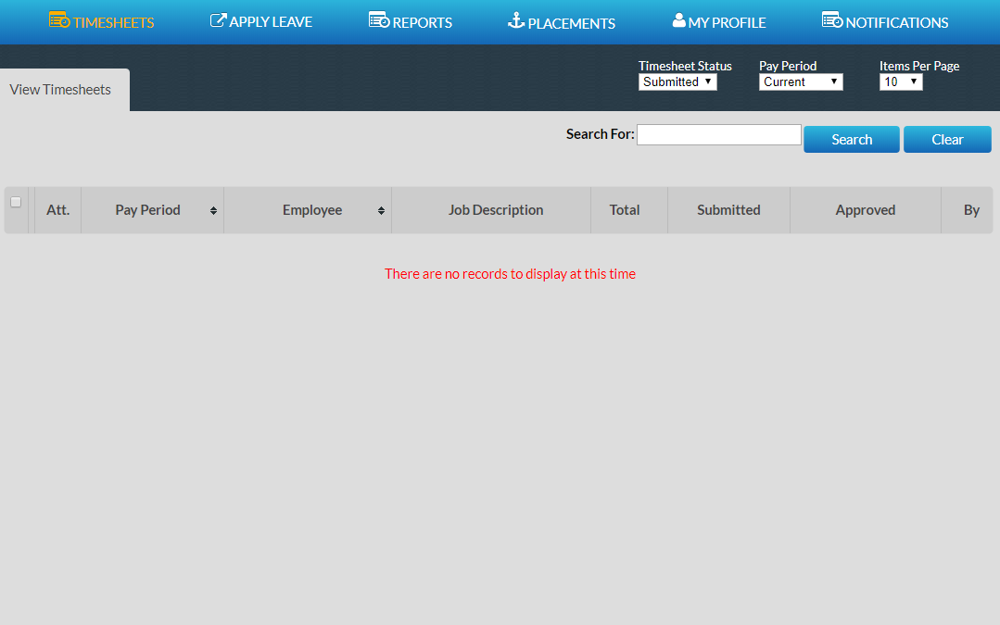 TIMESHEETS APPLY LEAVE REPORTS PLACEMENTS MY PROFILE NOTIFICATIONS
View Timesheets
Timesheet Status Pay Period Items Per Page
Submitted Current 10
Search For: Search Clear
Att. Pay Period Employee Job Description Total Submitted Approved By
There are no records to display at this time